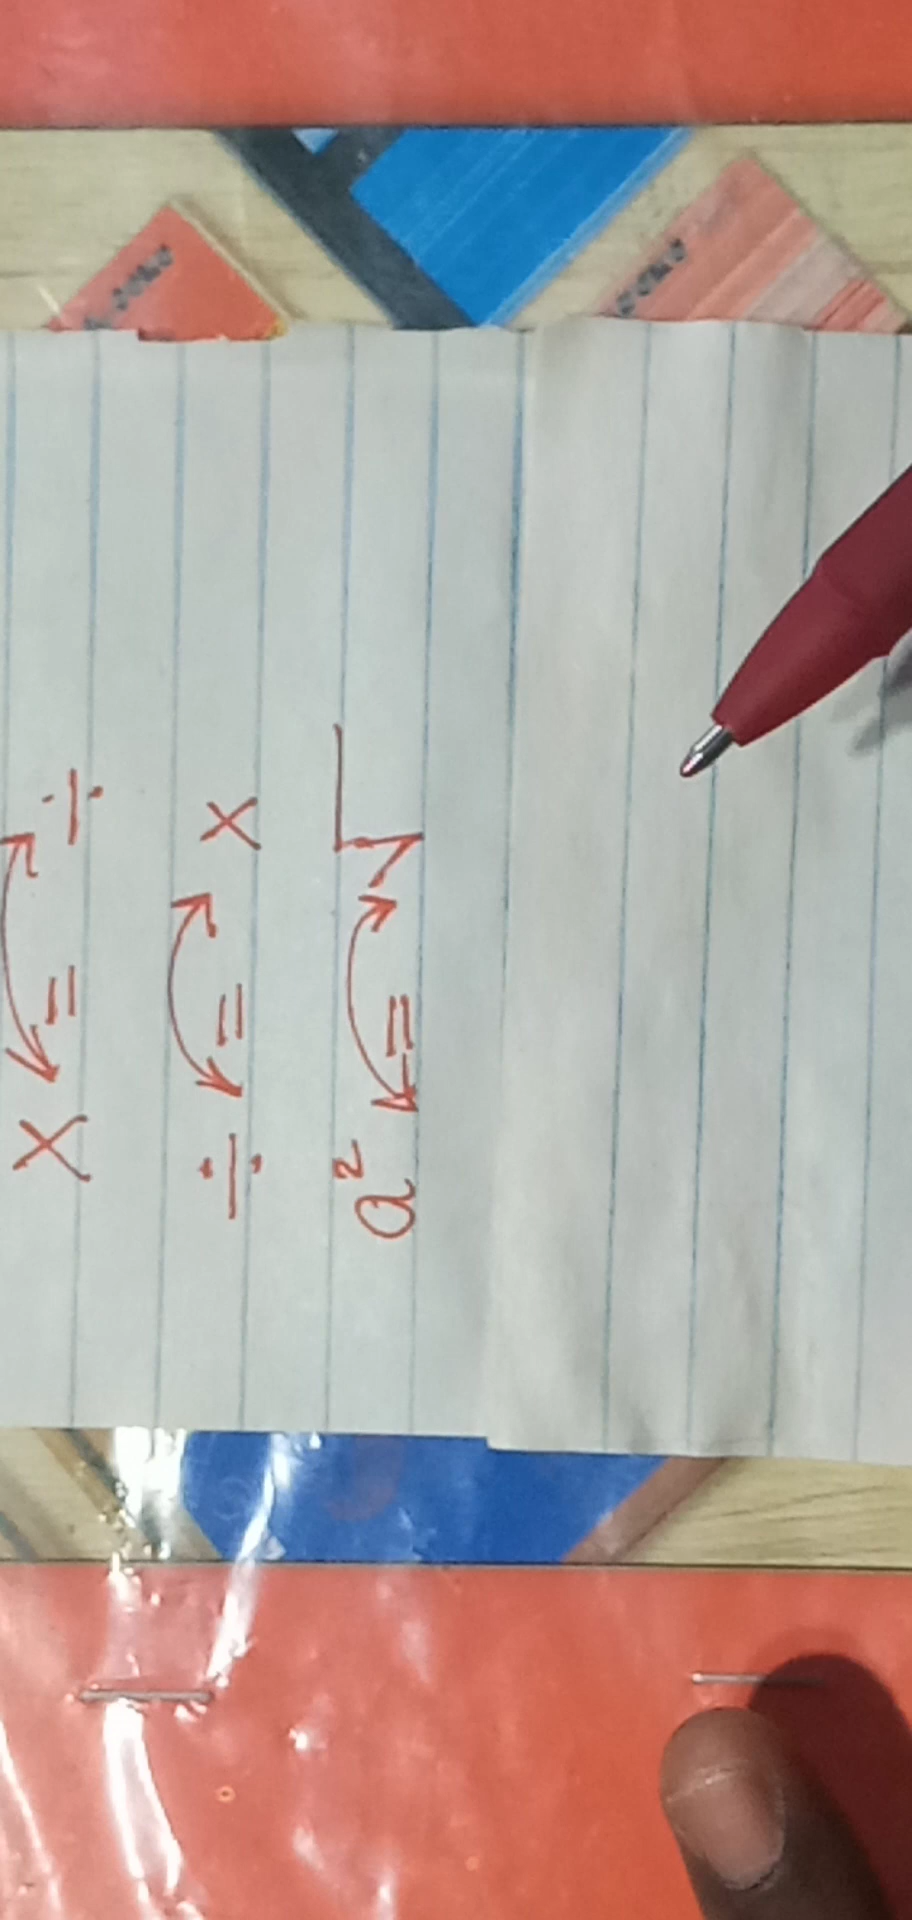 × = ÷
÷ = ×
a² = √